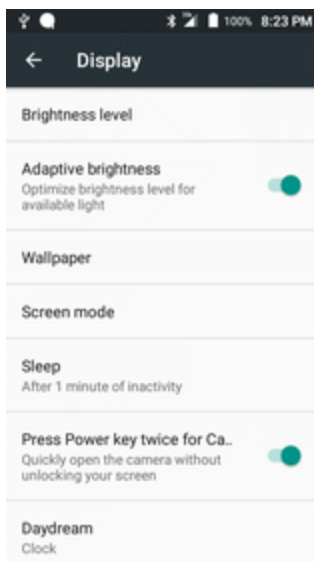 100% 8:23 PM
Display
Brightness level
Adaptive brightness
Optimize brightness level for
available light
Wallpaper
Screen mode
Sleep
After 1 minute of inactivity
Press Power key twice for Ca..
Quickly open the camera without
unlocking your screen
Daydream
Clock